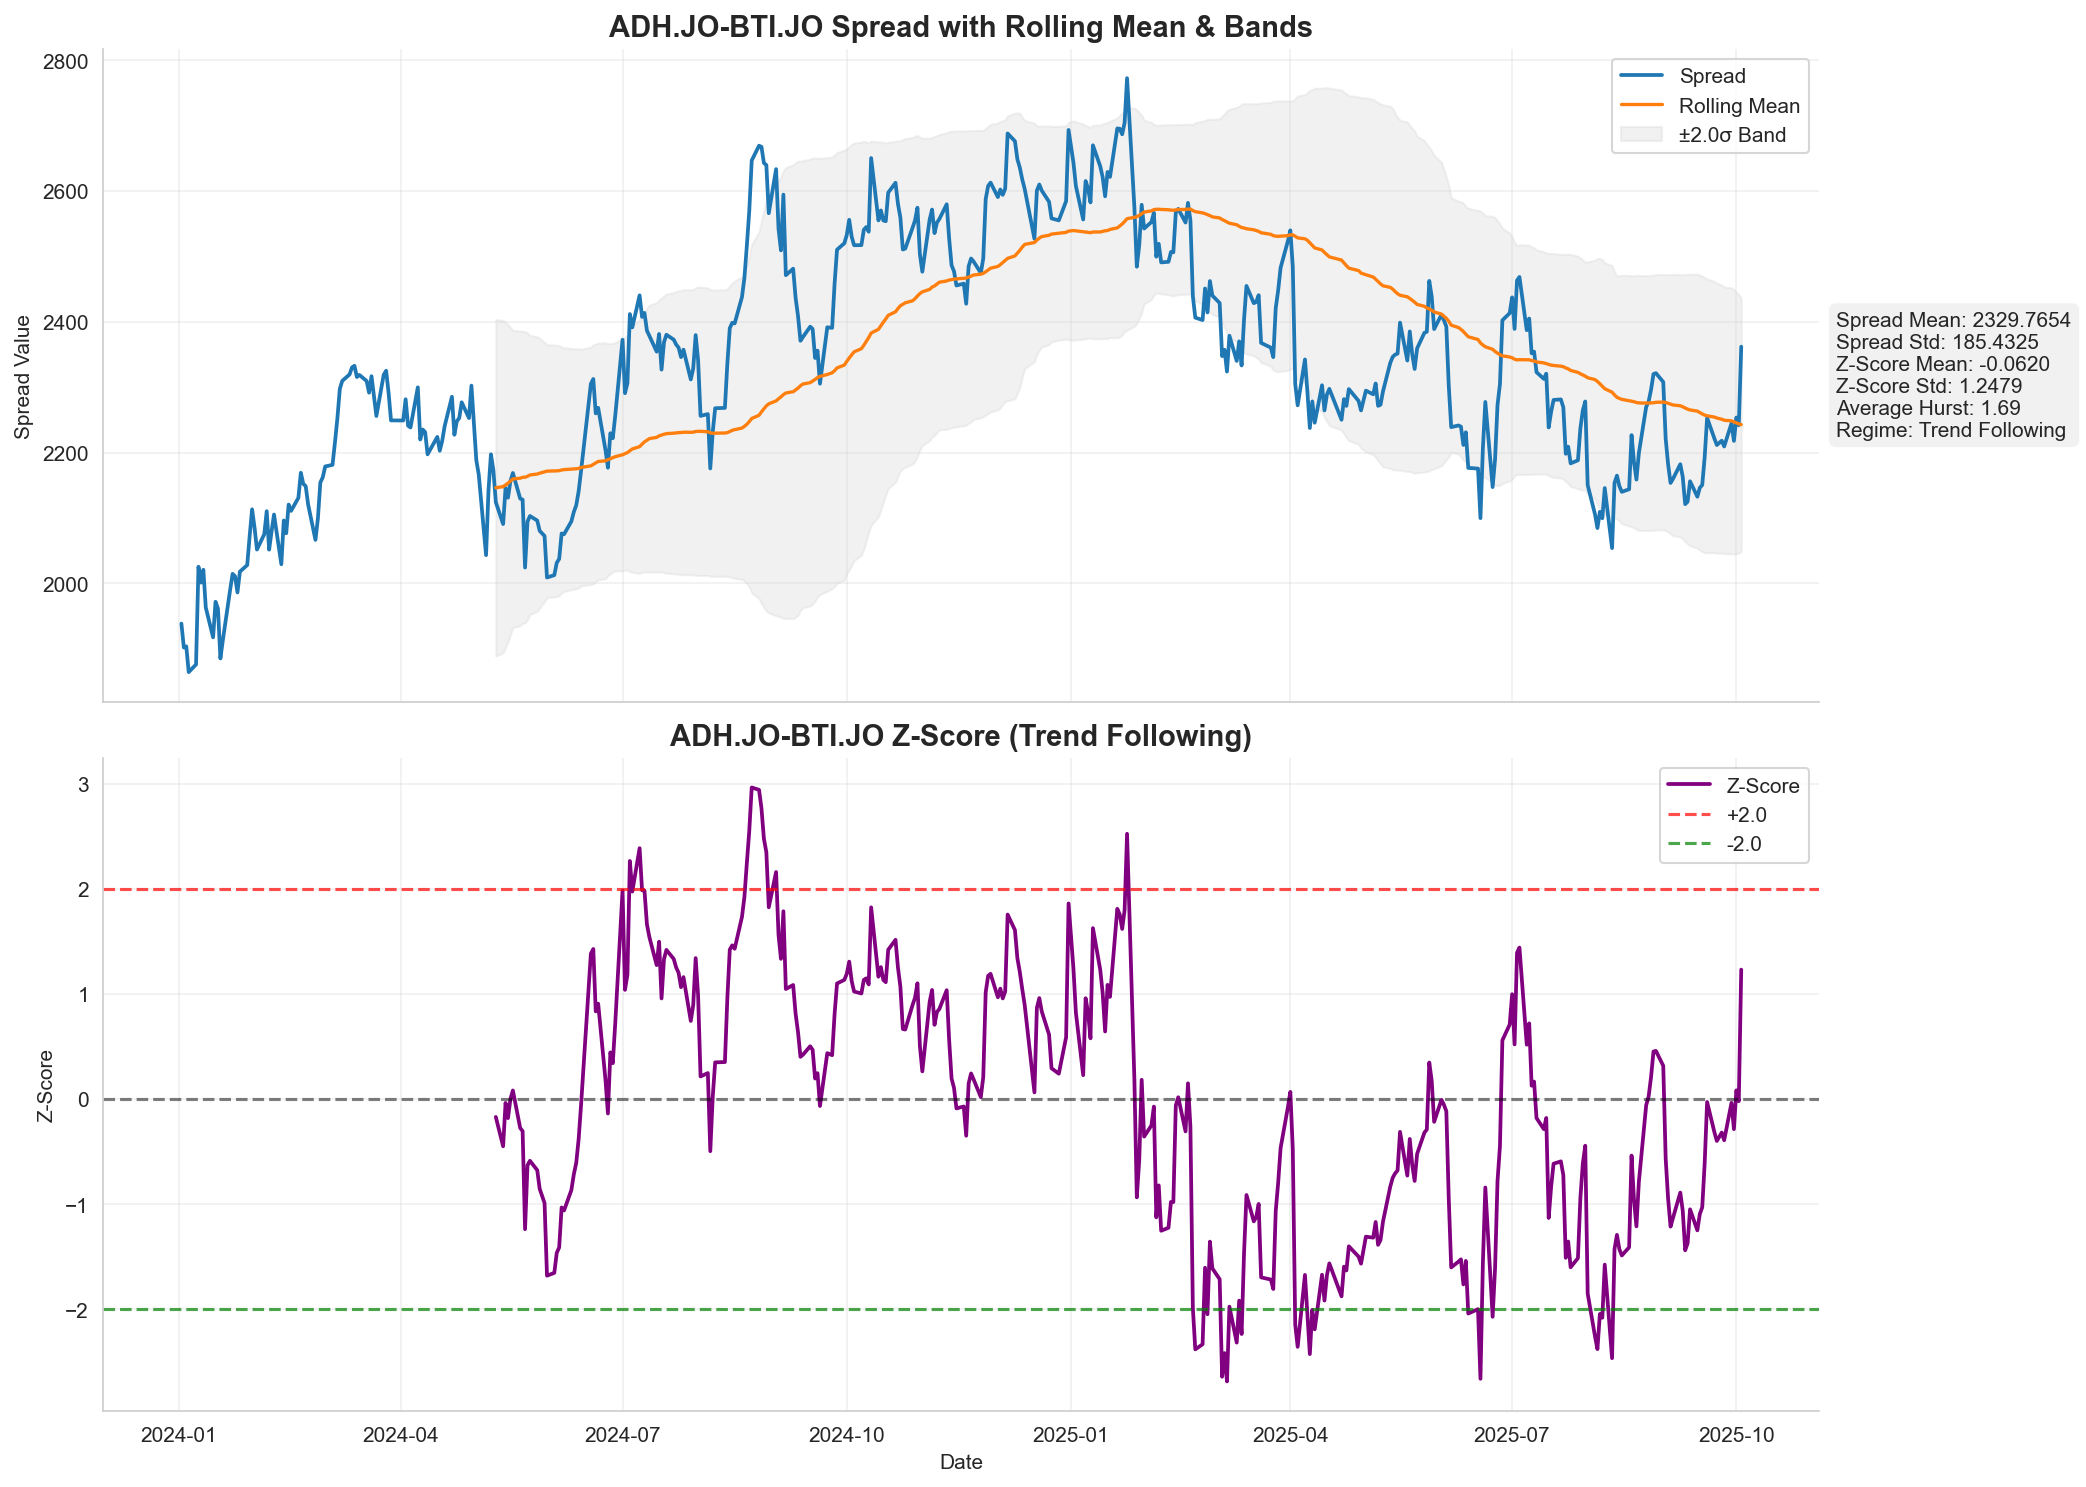 ADH.JO-BTI.JO Spread with Rolling Mean & Bands
2800
2600
2400
2200
2000
Spread Value
Spread
Rolling Mean
±2.0σ Band
Spread Mean: 2329.7654
Spread Std: 185.4325
Z-Score Mean: -0.0620
Z-Score Std: 1.2479
Average Hurst: 1.69
Regime: Trend Following
ADH.JO-BTI.JO Z-Score (Trend Following)
3
2
1
0
−1
−2
Z-Score
Z-Score
+2.0
-2.0
2024-01
2024-04
2024-07
2024-10
2025-01
2025-04
2025-07
2025-10
Date